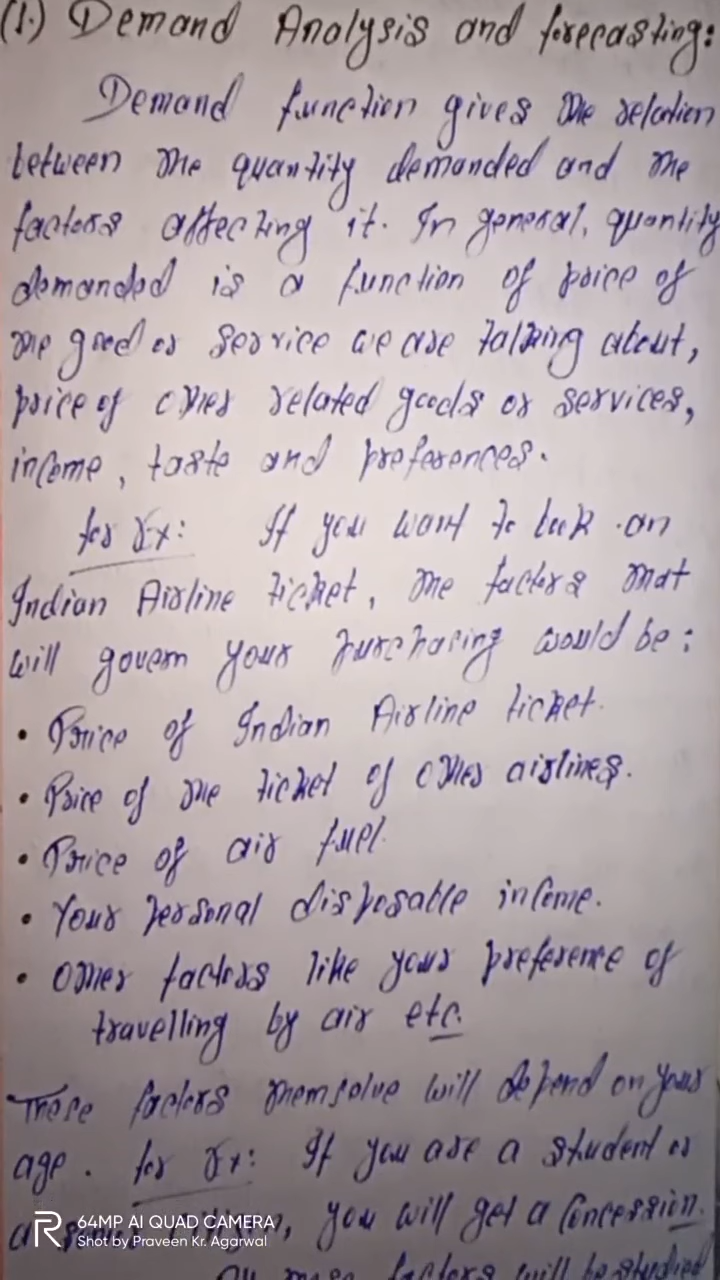 (1.) Demand Analysis and forecasting:
Demand function gives the relation
between the quantity demanded and the
factors affecting it. In general, quantity
demanded is a function of price of
the good or service we are talking about,
price of other related goods or services,
income, taste and preferences.
for Ex: If you want to book an
Indian Airline ticket, the factors that
will govern your purchasing would be:
• Price of Indian Airline ticket.
• Price of the ticket of other airlines.
• Price of air fuel.
• Your personal disposable income.
• Other factors like your preference of
travelling by air etc.
These factors themselve will depend on your
age. for Ex: If you are a student or
a you will get a Concession.
factors will be studied
64MP AI QUAD CAMERA
Shot by Praveen Kr. Agarwal